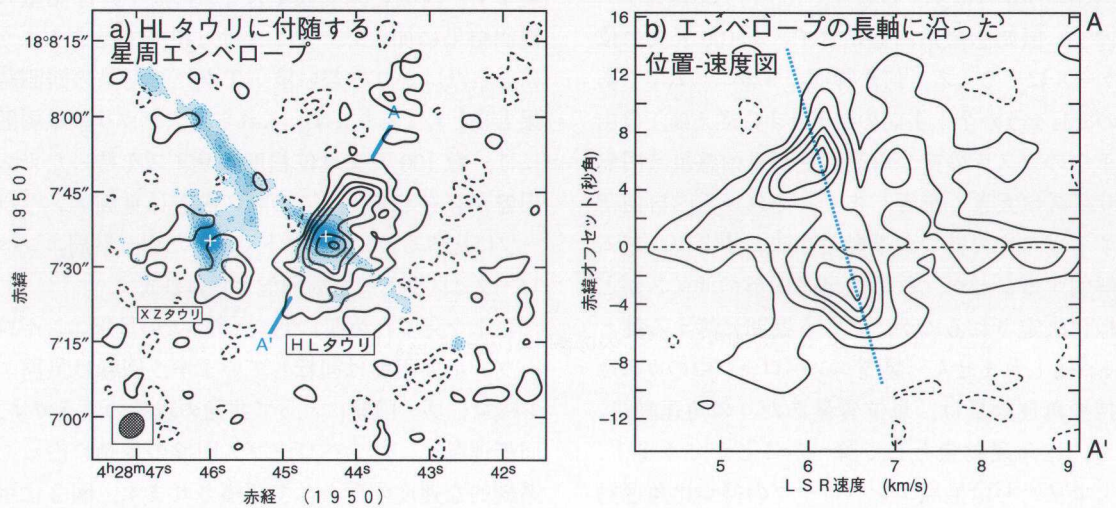 a) HLタウリに付随する
星周エンベロープ
18°8′15″
8′00″
7′45″
7′30″
7′15″
7′00″
赤緯 (1950)
A
A'
XZタウリ
HLタウリ
4h28m47s
46s
45s
44s
43s
42s
赤経 (1950)
b) エンベロープの長軸に沿った
位置-速度図
A
A'
16
12
8
4
0
−4
−8
−12
赤緯オフセット(秒角)
5
6
7
8
9
LSR速度 (km/s)